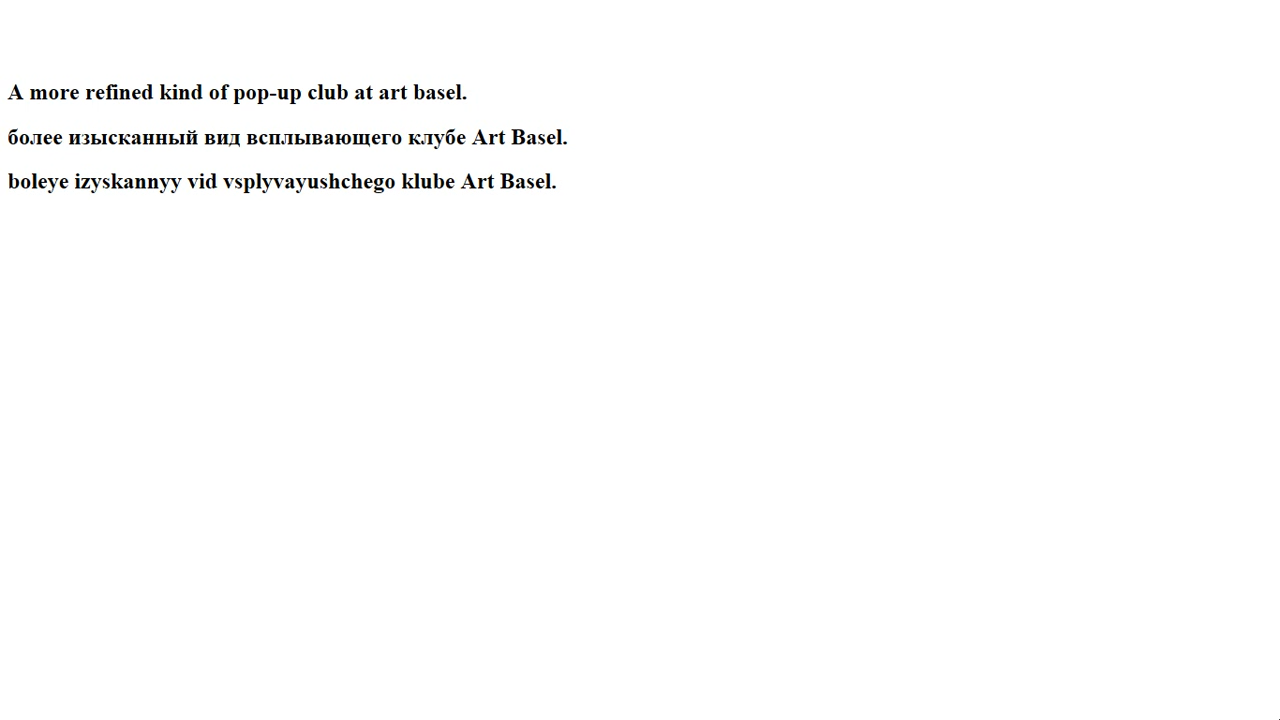 A more refined kind of pop-up club at art basel.
более изысканный вид всплывающего клубе Art Basel.
boleye izyskannyy vid vsplyvayushchego klube Art Basel.